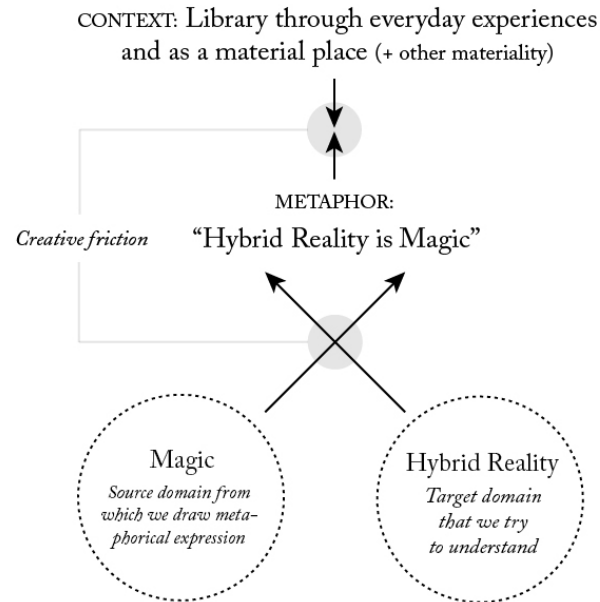 CONTEXT: Library through everyday experiences
and as a material place (+ other materiality)
METAPHOR:
Creative friction
“Hybrid Reality is Magic”
Magic
Source domain from
which we draw meta-
phorical expression
Hybrid Reality
Target domain
that we try
to understand